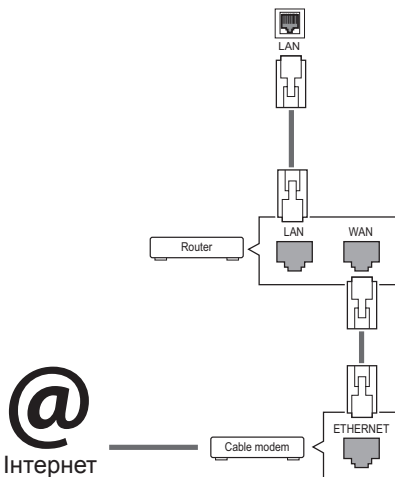 LAN
LAN WAN
Router
ETHERNET
Cable modem
@
Інтернет